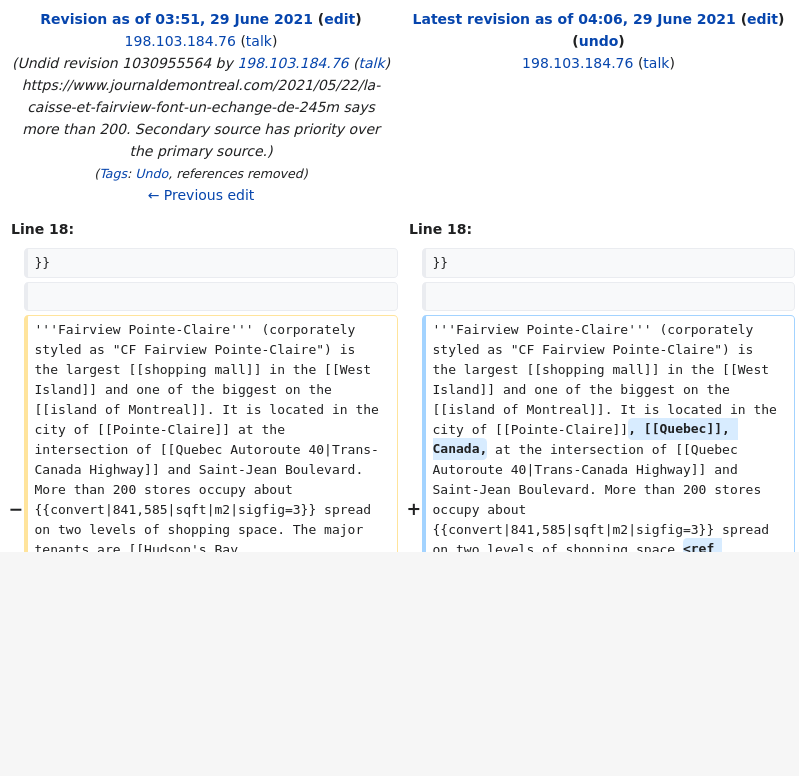 Revision as of 03:51, 29 June 2021 (edit)
198.103.184.76 (talk)
(Undid revision 1030955564 by 198.103.184.76 (talk)
https://www.journaldemontreal.com/2021/05/22/la-
caisse-et-fairview-font-un-echange-de-245m says
more than 200. Secondary source has priority over
the primary source.)
(Tags: Undo, references removed)
← Previous edit
Latest revision as of 04:06, 29 June 2021 (edit)
(undo)
198.103.184.76 (talk)
Line 18:
Line 18:
}}
}}
'''Fairview Pointe-Claire''' (corporately
styled as "CF Fairview Pointe-Claire") is
the largest [[shopping mall]] in the [[West
Island]] and one of the biggest on the
[[island of Montreal]]. It is located in the
city of [[Pointe-Claire]] at the
intersection of [[Quebec Autoroute 40|Trans-
Canada Highway]] and Saint-Jean Boulevard.
More than 200 stores occupy about
− {{convert|841,585|sqft|m2|sigfig=3}} spread
on two levels of shopping space. The major
tenants are [[Hudson's Bay
'''Fairview Pointe-Claire''' (corporately
styled as "CF Fairview Pointe-Claire") is
the largest [[shopping mall]] in the [[West
Island]] and one of the biggest on the
[[island of Montreal]]. It is located in the
city of [[Pointe-Claire]], [[Quebec]],
Canada, at the intersection of [[Quebec
Autoroute 40|Trans-Canada Highway]] and
Saint-Jean Boulevard. More than 200 stores
+ occupy about
{{convert|841,585|sqft|m2|sigfig=3}} spread
on two levels of shopping space.<ref